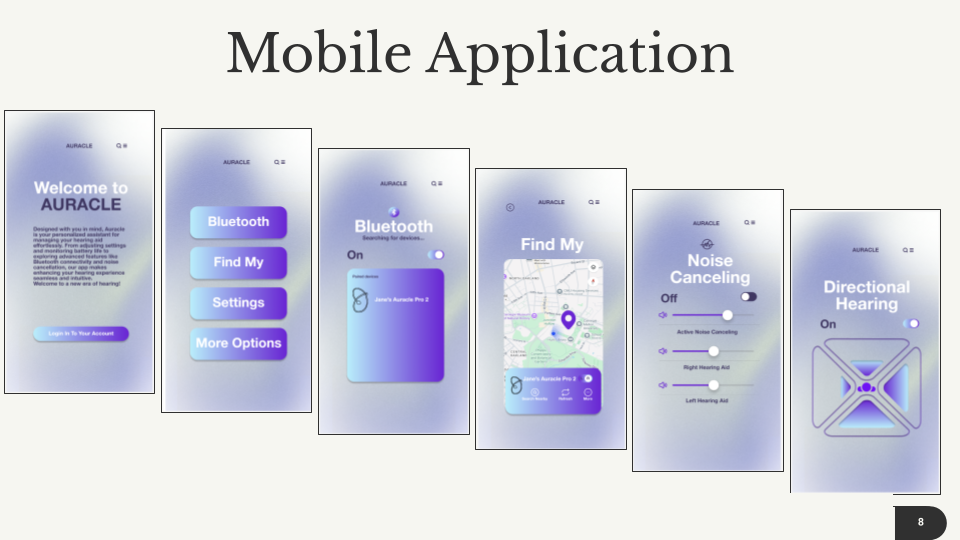 Mobile Application
AURACLE
Welcome to
AURACLE
Designed with you in mind, Auracle
is your personalized assistant for
managing your hearing aid
effortlessly. From adjusting settings
and monitoring battery life to
exploring advanced features like
Bluetooth connectivity and noise
cancellation, our app makes
enhancing your hearing experience
seamless and intuitive.
Welcome to a new era of hearing!
Login In To Your Account
AURACLE
Bluetooth
Find My
Settings
More Options
AURACLE
Bluetooth
Searching for devices...
On
Paired devices
Jane's Auracle Pro 2
AURACLE
Find My
Jane's Auracle Pro 2
AURACLE
Noise
Canceling
Off
Active Noise Canceling
Right Hearing Aid
Left Hearing Aid
AURACLE
Directional
Hearing
On
8